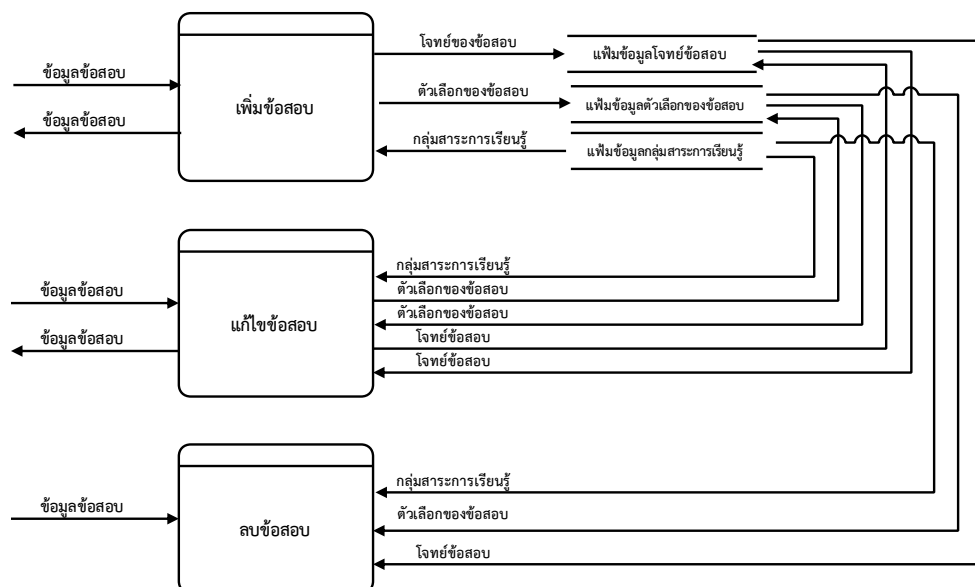 โจทย์ของข้อสอบ
แฟ้มข้อมูลโจทย์ข้อสอบ
ข้อมูลข้อสอบ
ตัวเลือกของข้อสอบ
แฟ้มข้อมูลตัวเลือกของข้อสอบ
เพิ่มข้อสอบ
ข้อมูลข้อสอบ
กลุ่มสาระการเรียนรู้
แฟ้มข้อมูลกลุ่มสาระการเรียนรู้
กลุ่มสาระการเรียนรู้
ข้อมูลข้อสอบ
ตัวเลือกของข้อสอบ
แก้ไขข้อสอบ
ตัวเลือกของข้อสอบ
ข้อมูลข้อสอบ
โจทย์ข้อสอบ
โจทย์ข้อสอบ
กลุ่มสาระการเรียนรู้
ข้อมูลข้อสอบ
ตัวเลือกของข้อสอบ
ลบข้อสอบ
โจทย์ข้อสอบ